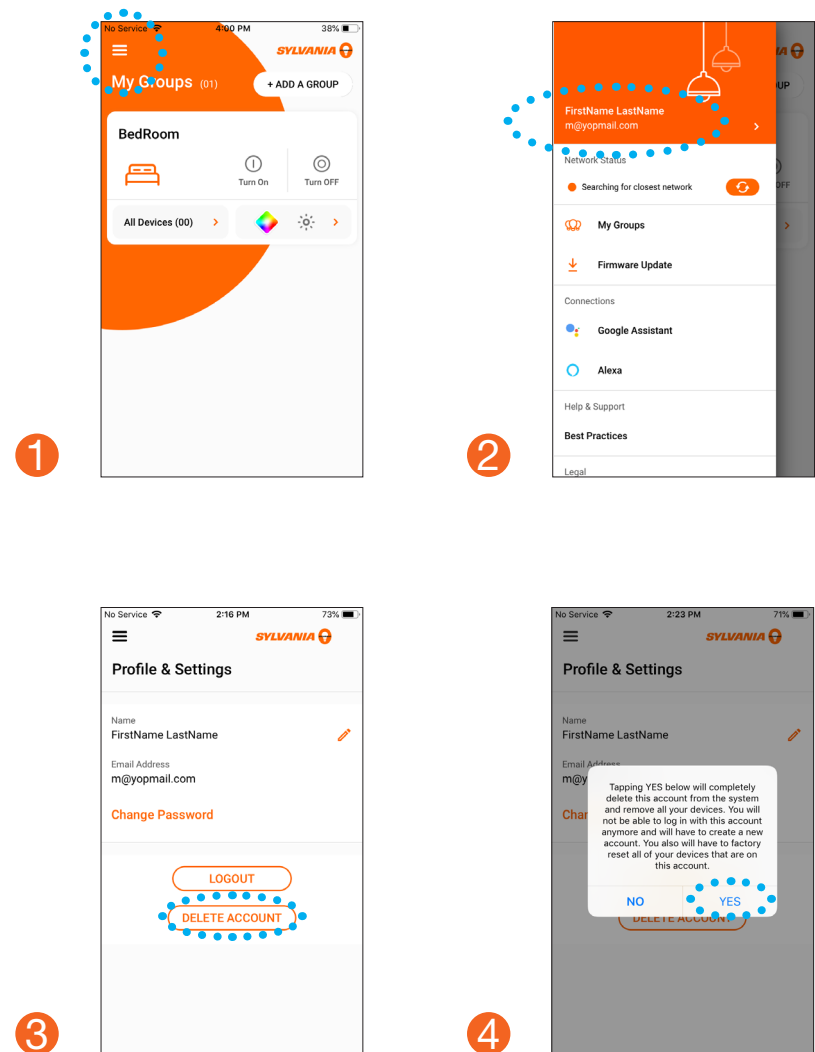 No Service 4:00 PM 38%
SYLVANIA
My Groups (01) + ADD A GROUP
BedRoom
Turn On Turn OFF
All Devices (00)
1
FirstName LastName
m@yopmail.com
Network Status
Searching for closest network
My Groups
Firmware Update
Connections
Google Assistant
Alexa
Help & Support
Best Practices
Legal
IA
UP
OFF
2
No Service 2:16 PM 73%
SYLVANIA
Profile & Settings
Name
FirstName LastName
Email Address
m@yopmail.com
Change Password
LOGOUT
DELETE ACCOUNT
3
No Service 2:23 PM 71%
SYLVANIA
Profile & Settings
Name
FirstName LastName
Email Address
m@y
Char
Tapping YES below will completely
delete this account from the system
and remove all your devices. You will
not be able to log in with this account
anymore and will have to create a new
account. You also will have to factory
reset all of your devices that are on
this account.
NO YES
DELETE ACCOUNT
4